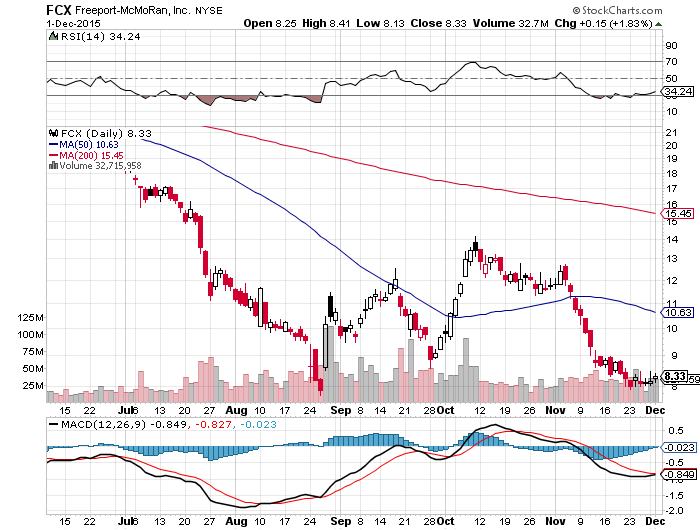 FCX Freeport-McMoRan, Inc. NYSE © StockCharts.com
1-Dec-2015 Open 8.25 High 8.41 Low 8.13 Close 8.33 Volume 32.7M Chg +0.15 (+1.83%)
RSI(14) 34.24
90
70
50
34.24
10
FCX (Daily) 8.33
MA(50) 10.63
MA(200) 15.45
Volume 32,715,958
21
20
19
18
17
16
15.45
14
13
12
11
10.63
10
9
8.33
8
125M
100M
75M
50M
25M
15 22 Jul 6 13 20 27 Aug 10 17 24 Sep 8 14 21 28 Oct 12 19 26 Nov 9 16 23 Dec
MACD(12,26,9) -0.849, -0.827, -0.023
0.5
-0.023
-0.5
-0.849
-1.5
-2.0
15 22 Jul 6 13 20 27 Aug 10 17 24 Sep 8 14 21 28 Oct 12 19 26 Nov 9 16 23 Dec